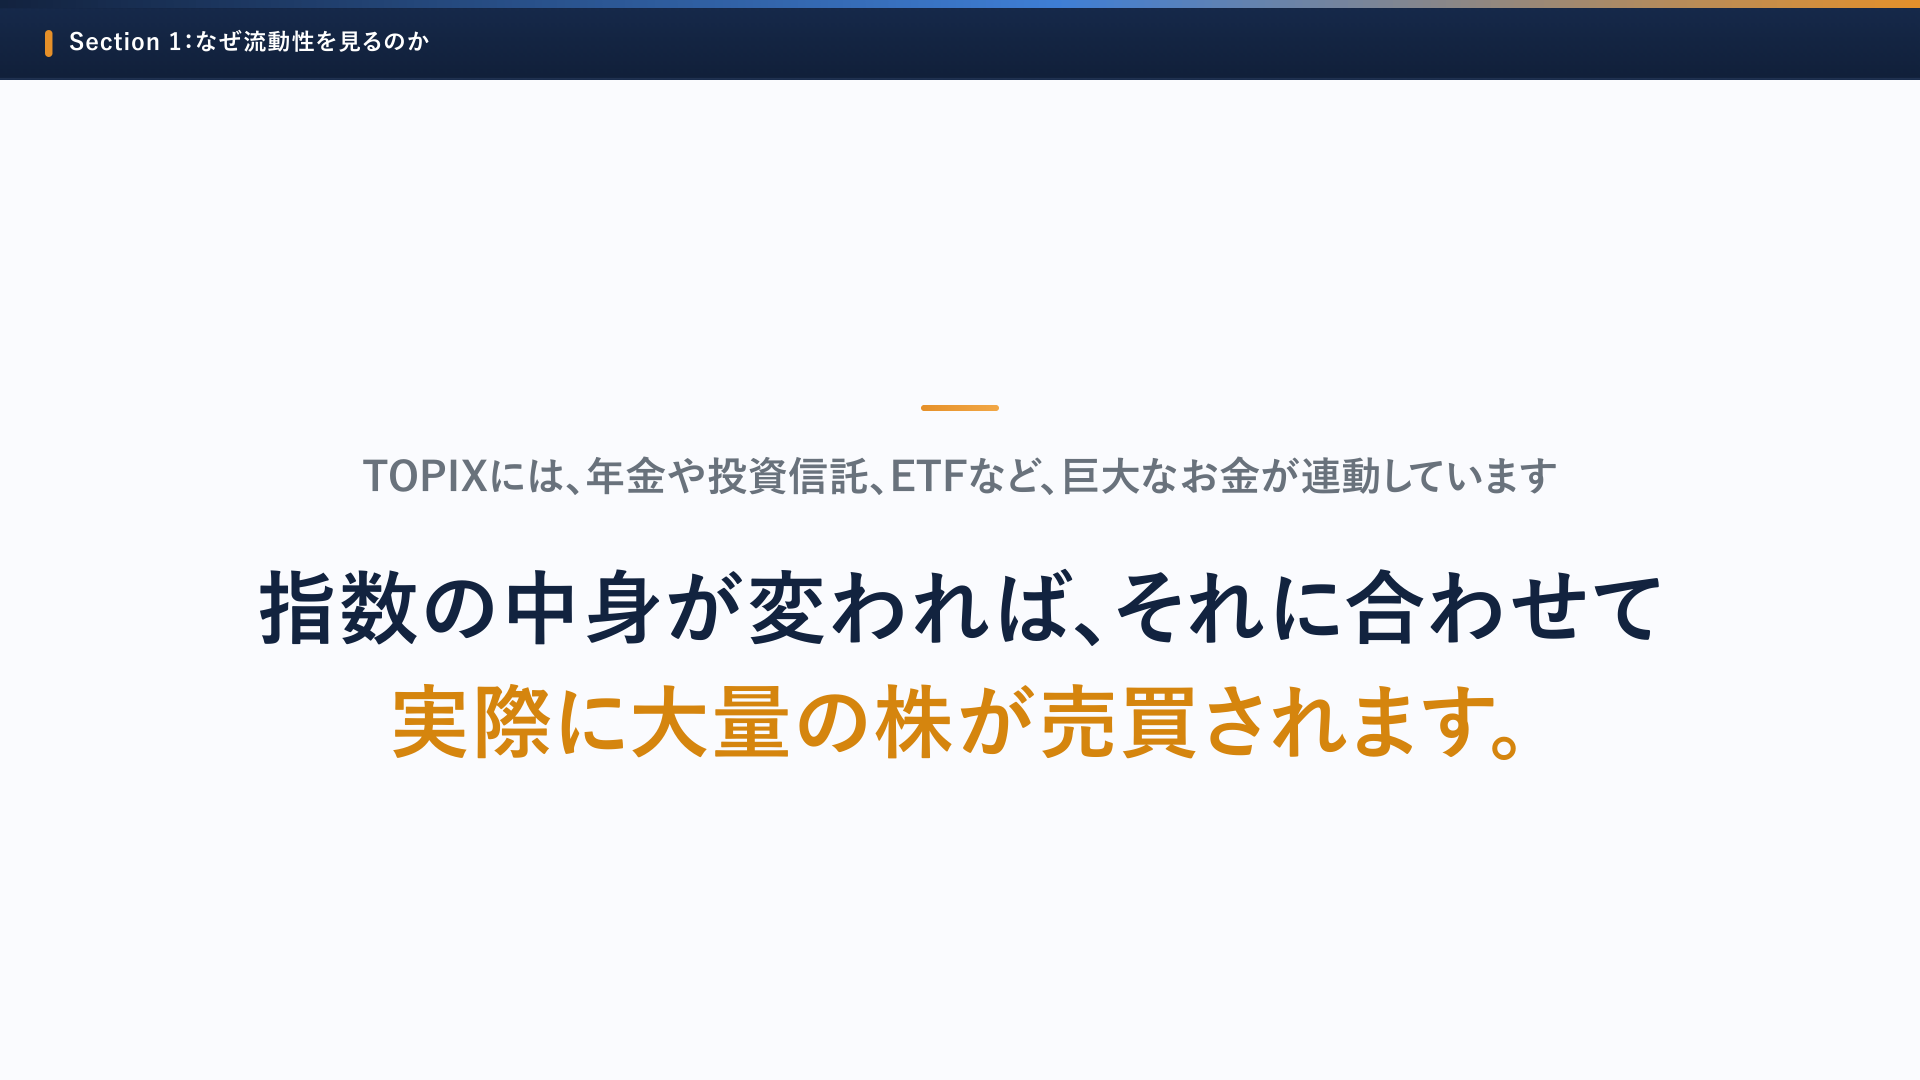 Section 1：なぜ流動性を見るのか
TOPIXには、年金や投資信託、ETFなど、巨大なお金が連動しています
指数の中身が変われば、それに合わせて
実際に大量の株が売買されます。